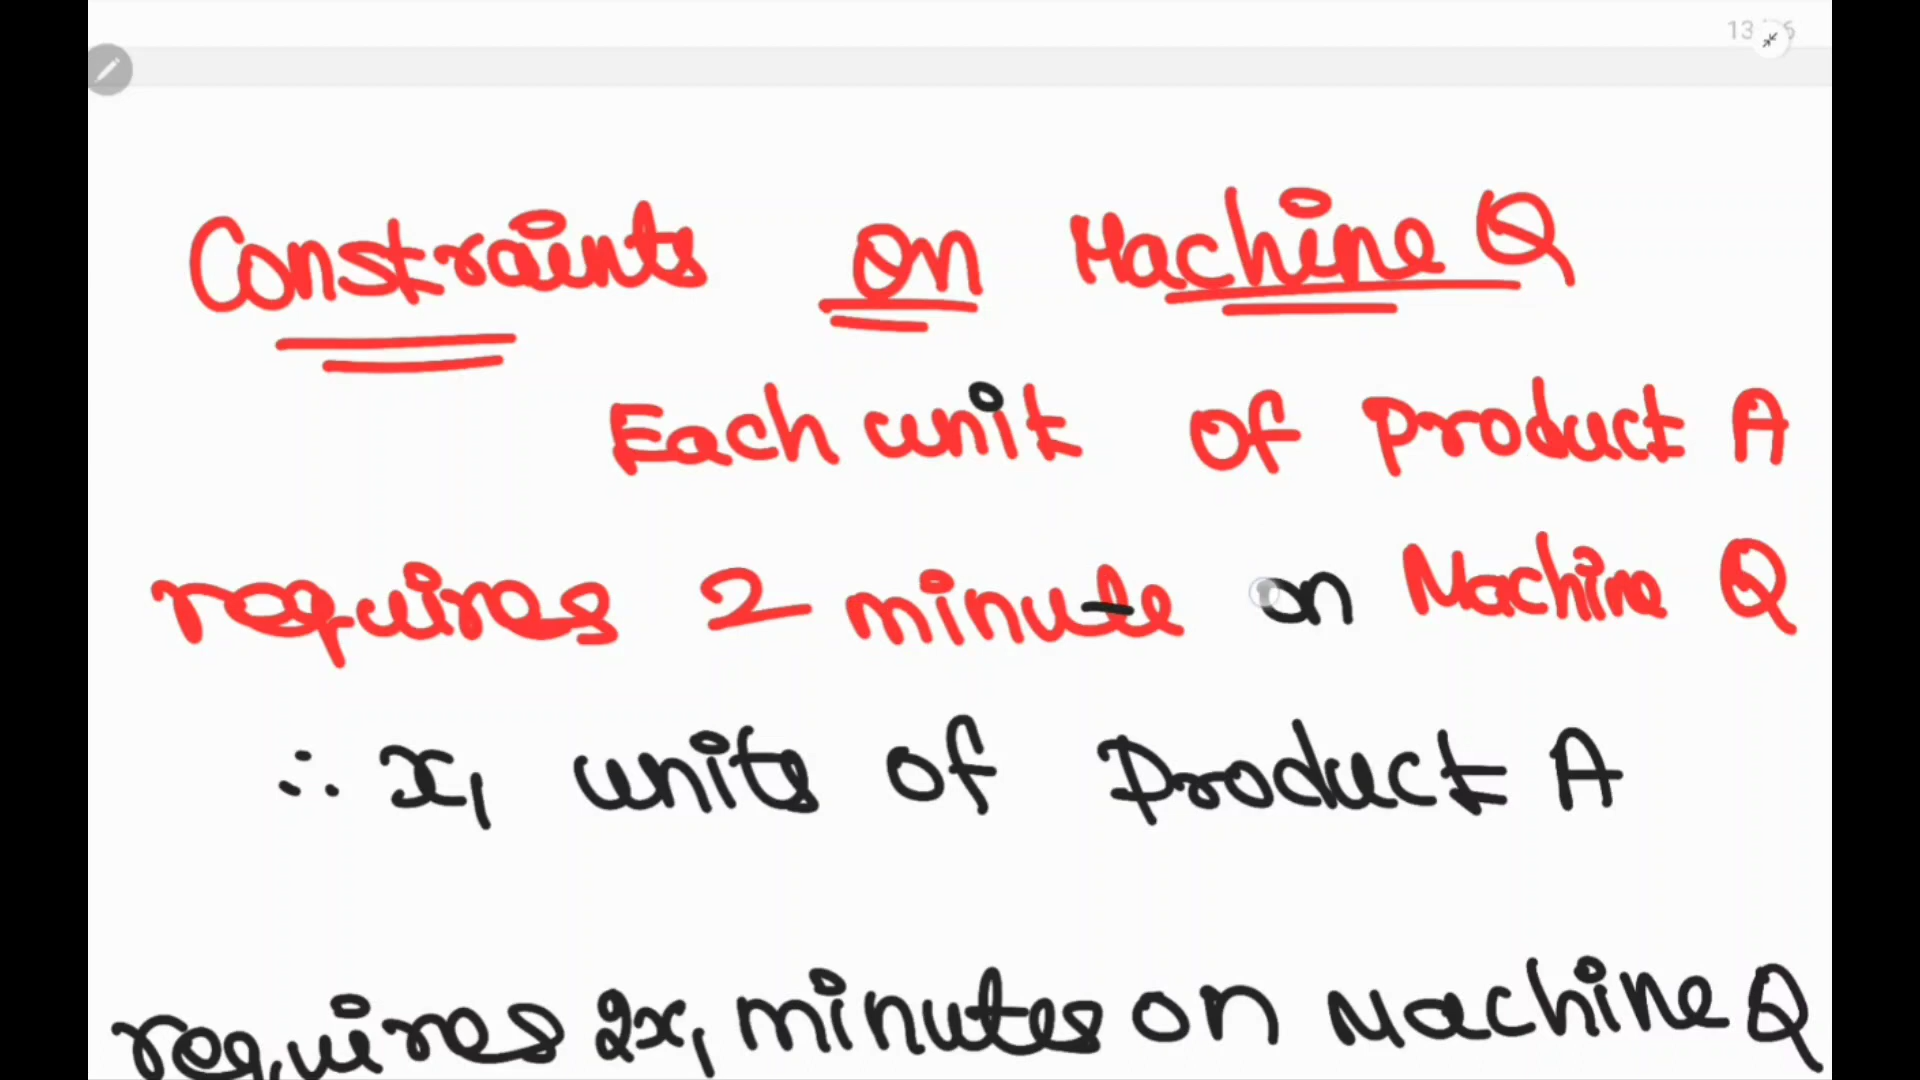 Constraints on Machine Q
Each unit of product A
requires 2 minute on Machine Q
∴ x₁ units of Product A
requires 2x₁ minutes on Machine Q